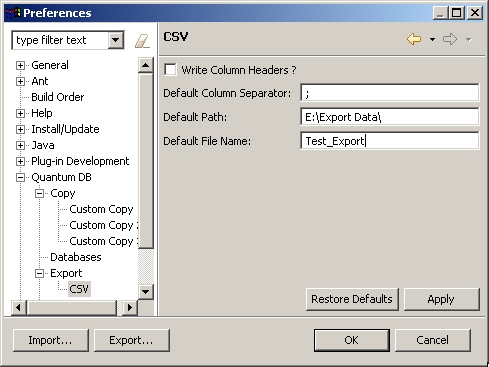 Preferences
type filter text
CSV
General
Ant
Build Order
Help
Install/Update
Java
Plug-in Development
Quantum DB
Copy
Custom Copy
Custom Copy
Custom Copy
Databases
Export
CSV
Write Column Headers ?
Default Column Separator: ;
Default Path: E:\Export Data\
Default File Name: Test_Export
Restore Defaults Apply
Import... Export... OK Cancel